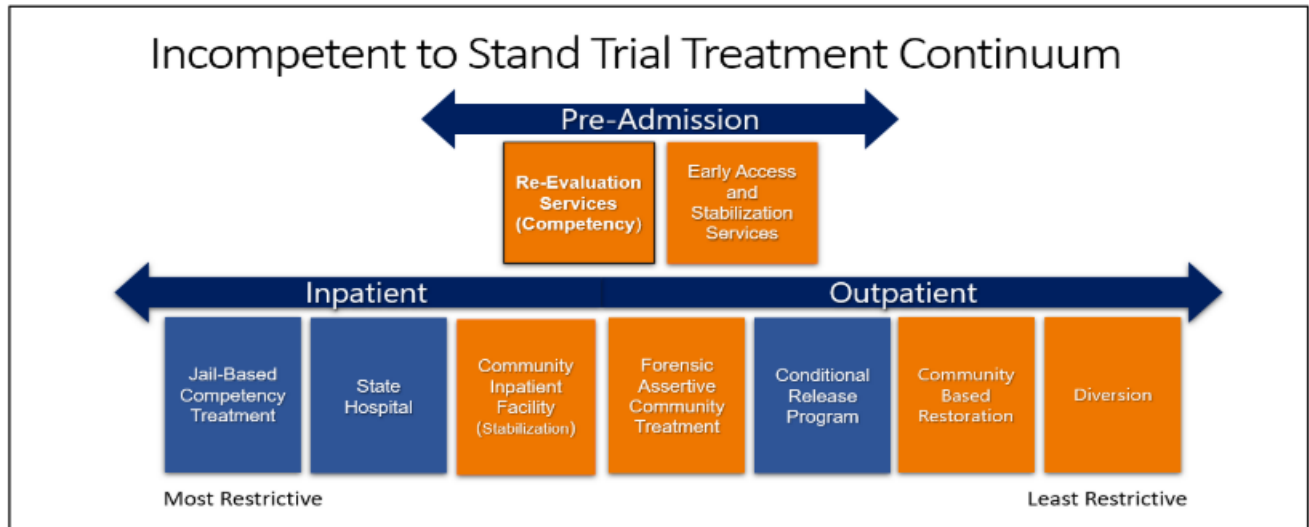 Incompetent to Stand Trial Treatment Continuum
Pre-Admission
Re-Evaluation
Services
(Competency)
Early Access
and
Stabilization
Services
Inpatient
Outpatient
Jail-Based
Competency
Treatment
State
Hospital
Community
Inpatient
Facility
(Stabilization)
Forensic
Assertive
Community
Treatment
Conditional
Release
Program
Community
Based
Restoration
Diversion
Most Restrictive
Least Restrictive